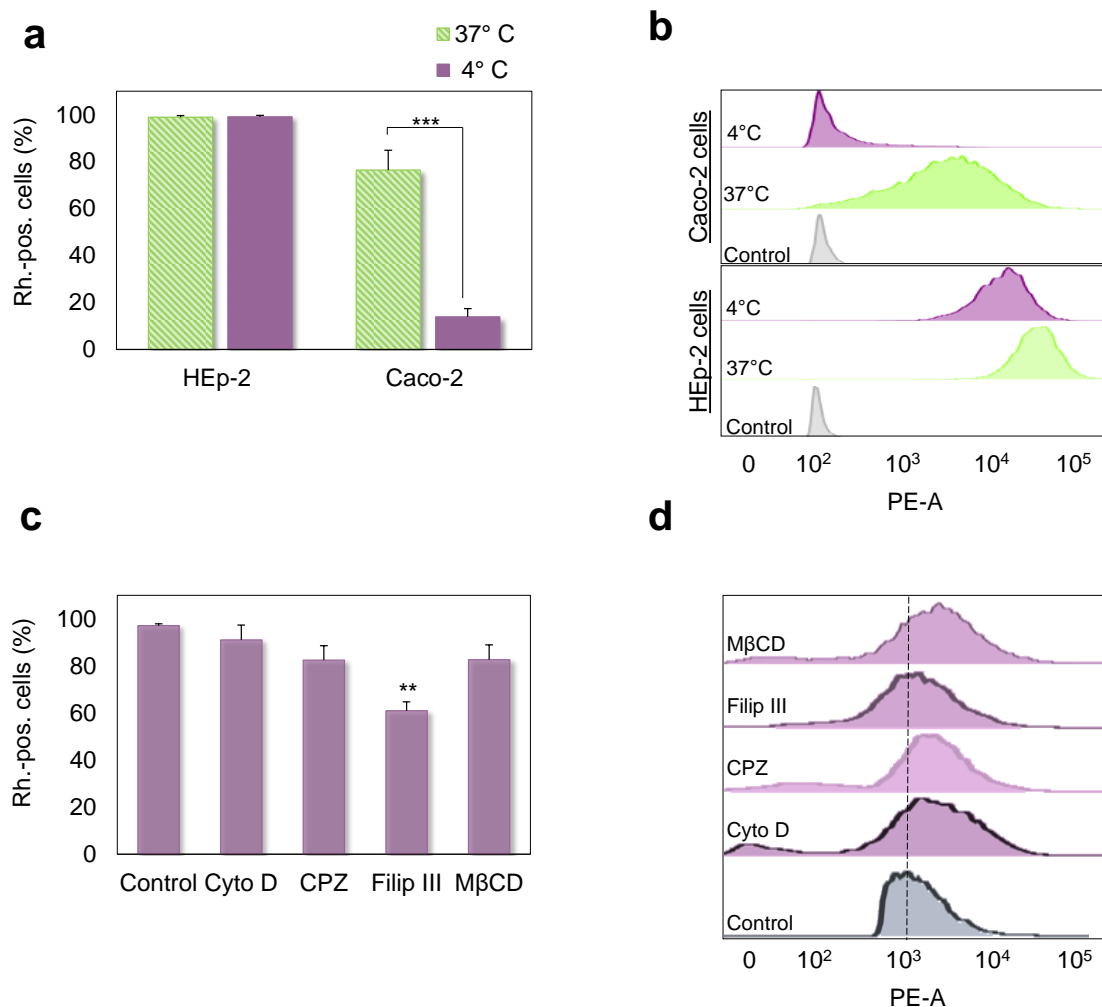 a
37° C
4° C
Rh.-pos. cells (%)
100
80
60
40
20
0
***
HEp-2 Caco-2
b
Caco-2 cells
4°C
37°C
Control
HEp-2 cells
4°C
37°C
Control
0 10² 10³ 10⁴ 10⁵
PE-A
c
Rh.-pos. cells (%)
100
80
60
40
20
0
**
Control Cyto D CPZ Filip III MβCD
d
MβCD
Filip III
CPZ
Cyto D
Control
0 10² 10³ 10⁴ 10⁵
PE-A